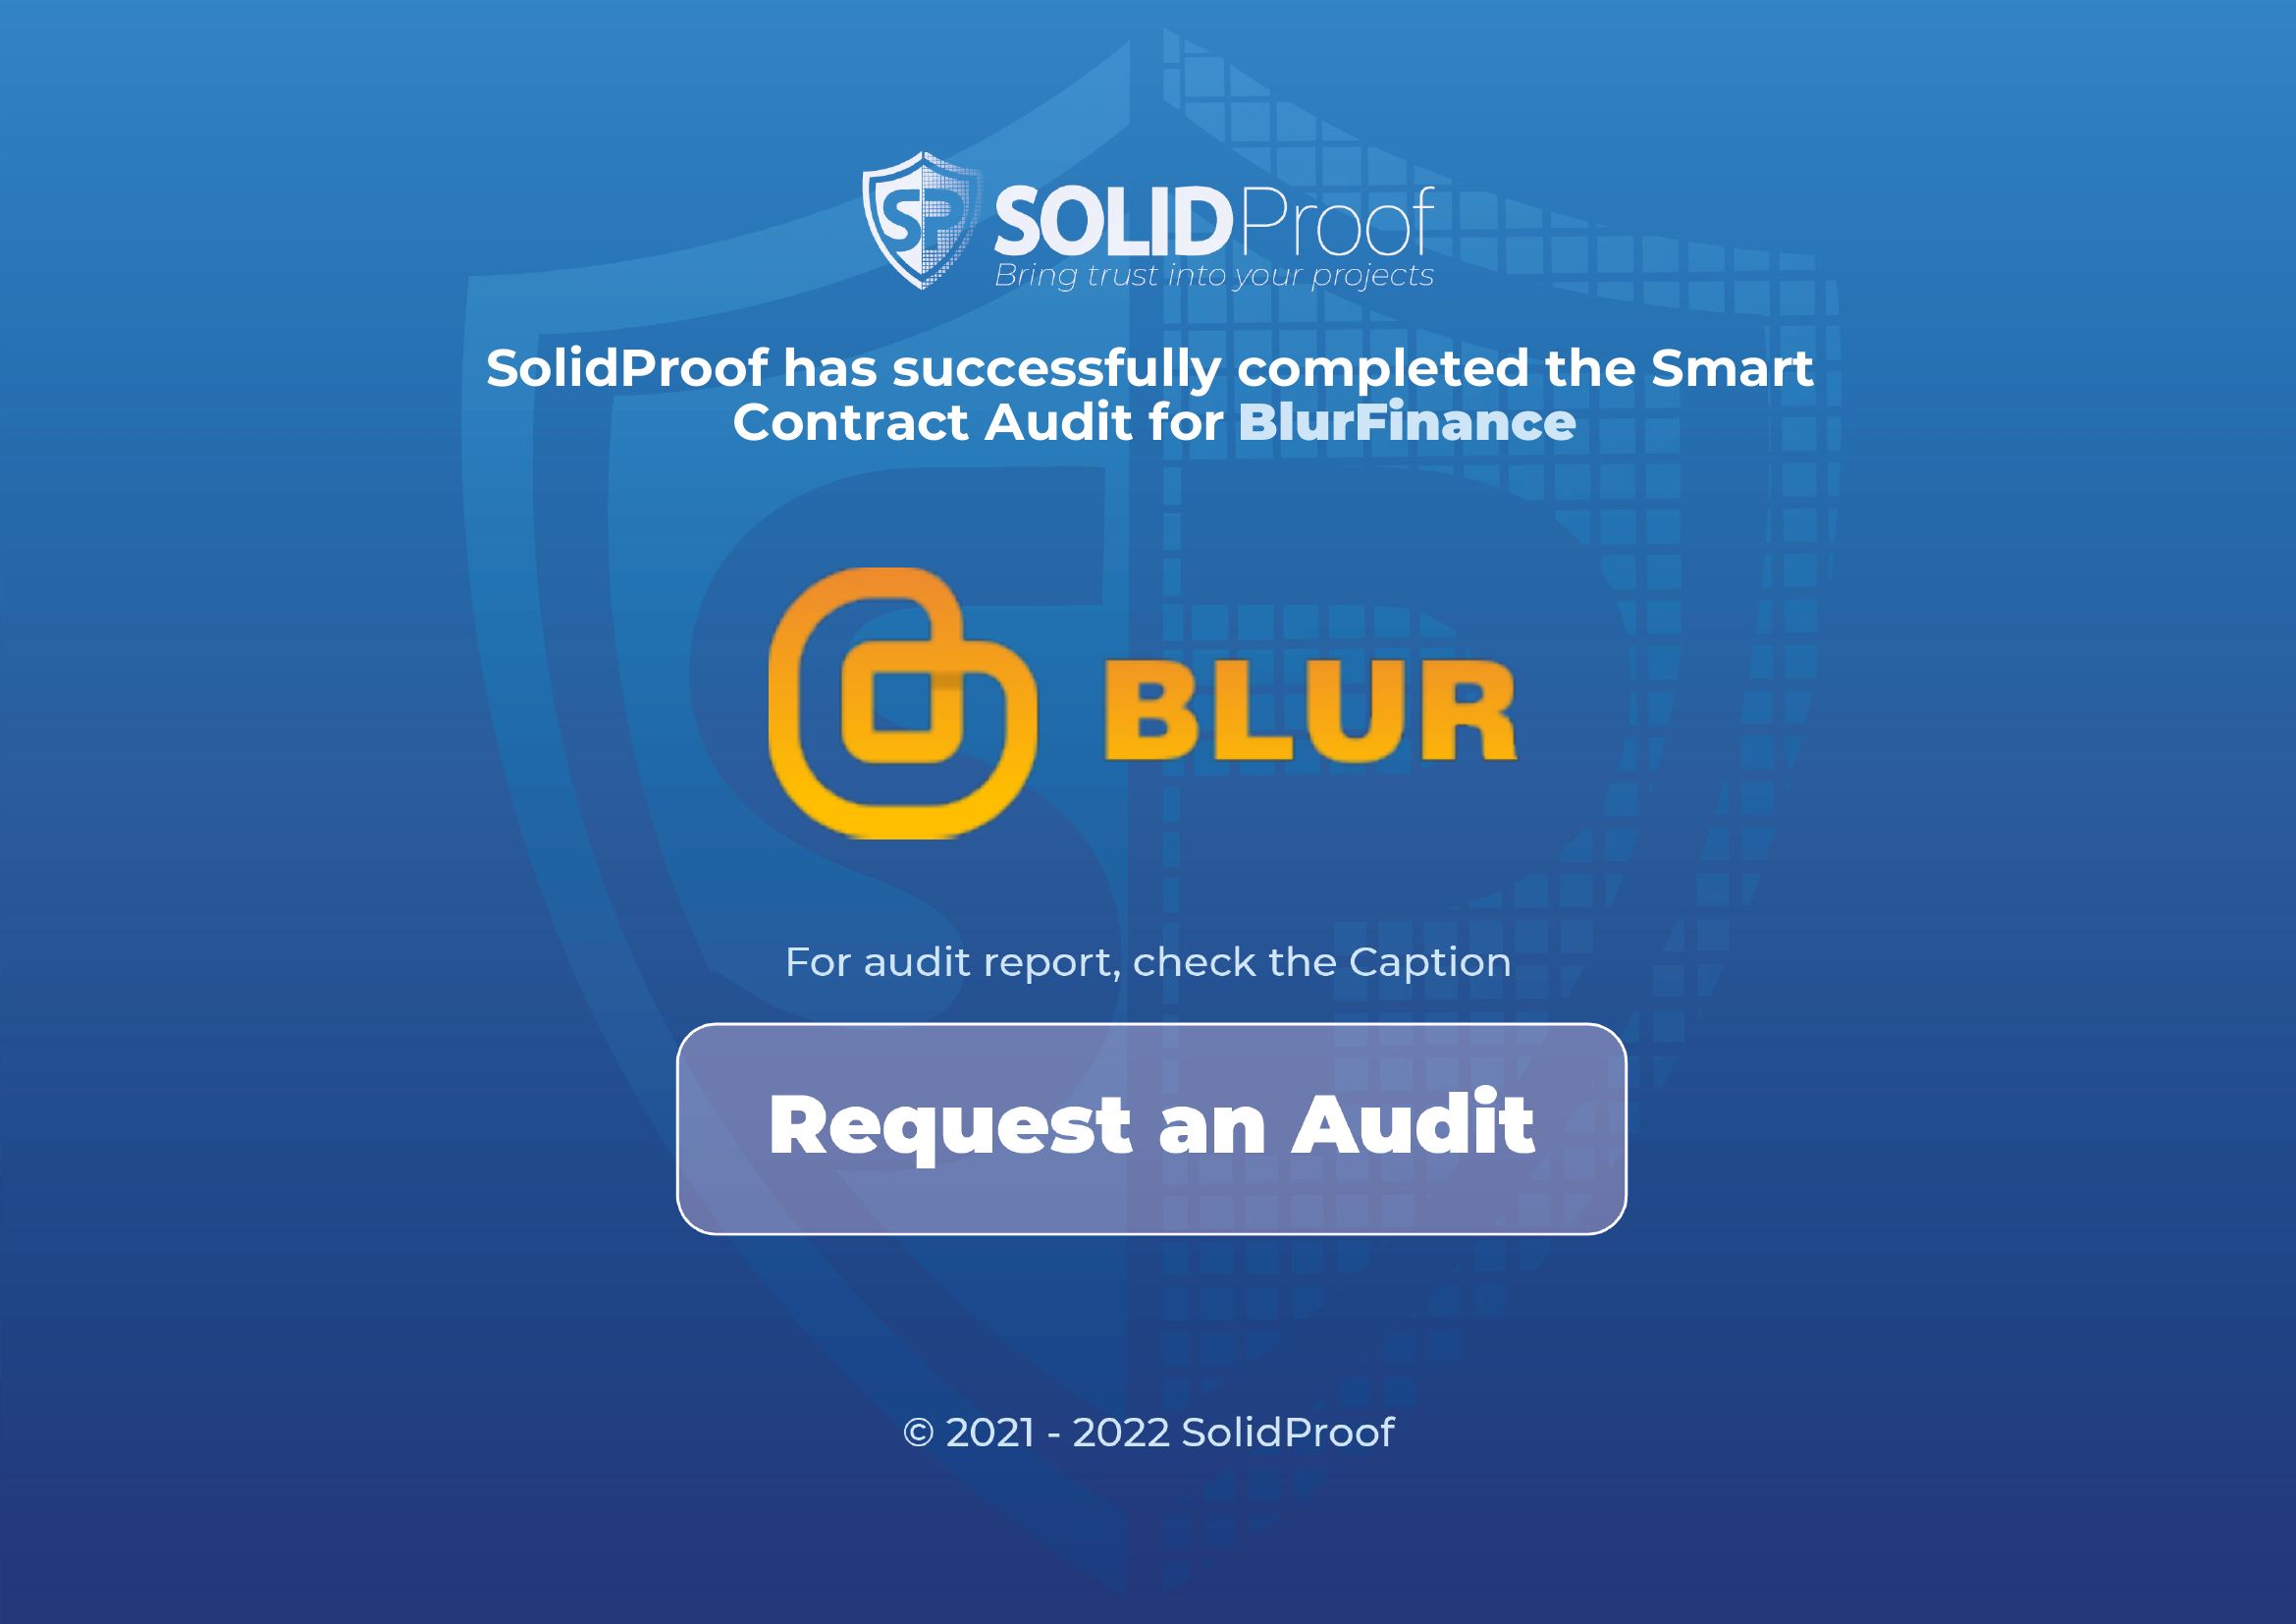 SP SOLIDProof
Bring trust into your projects
SolidProof has successfully completed the Smart
Contract Audit for BlurFinance
BLUR
For audit report, check the Caption
Request an Audit
© 2021 - 2022 SolidProof